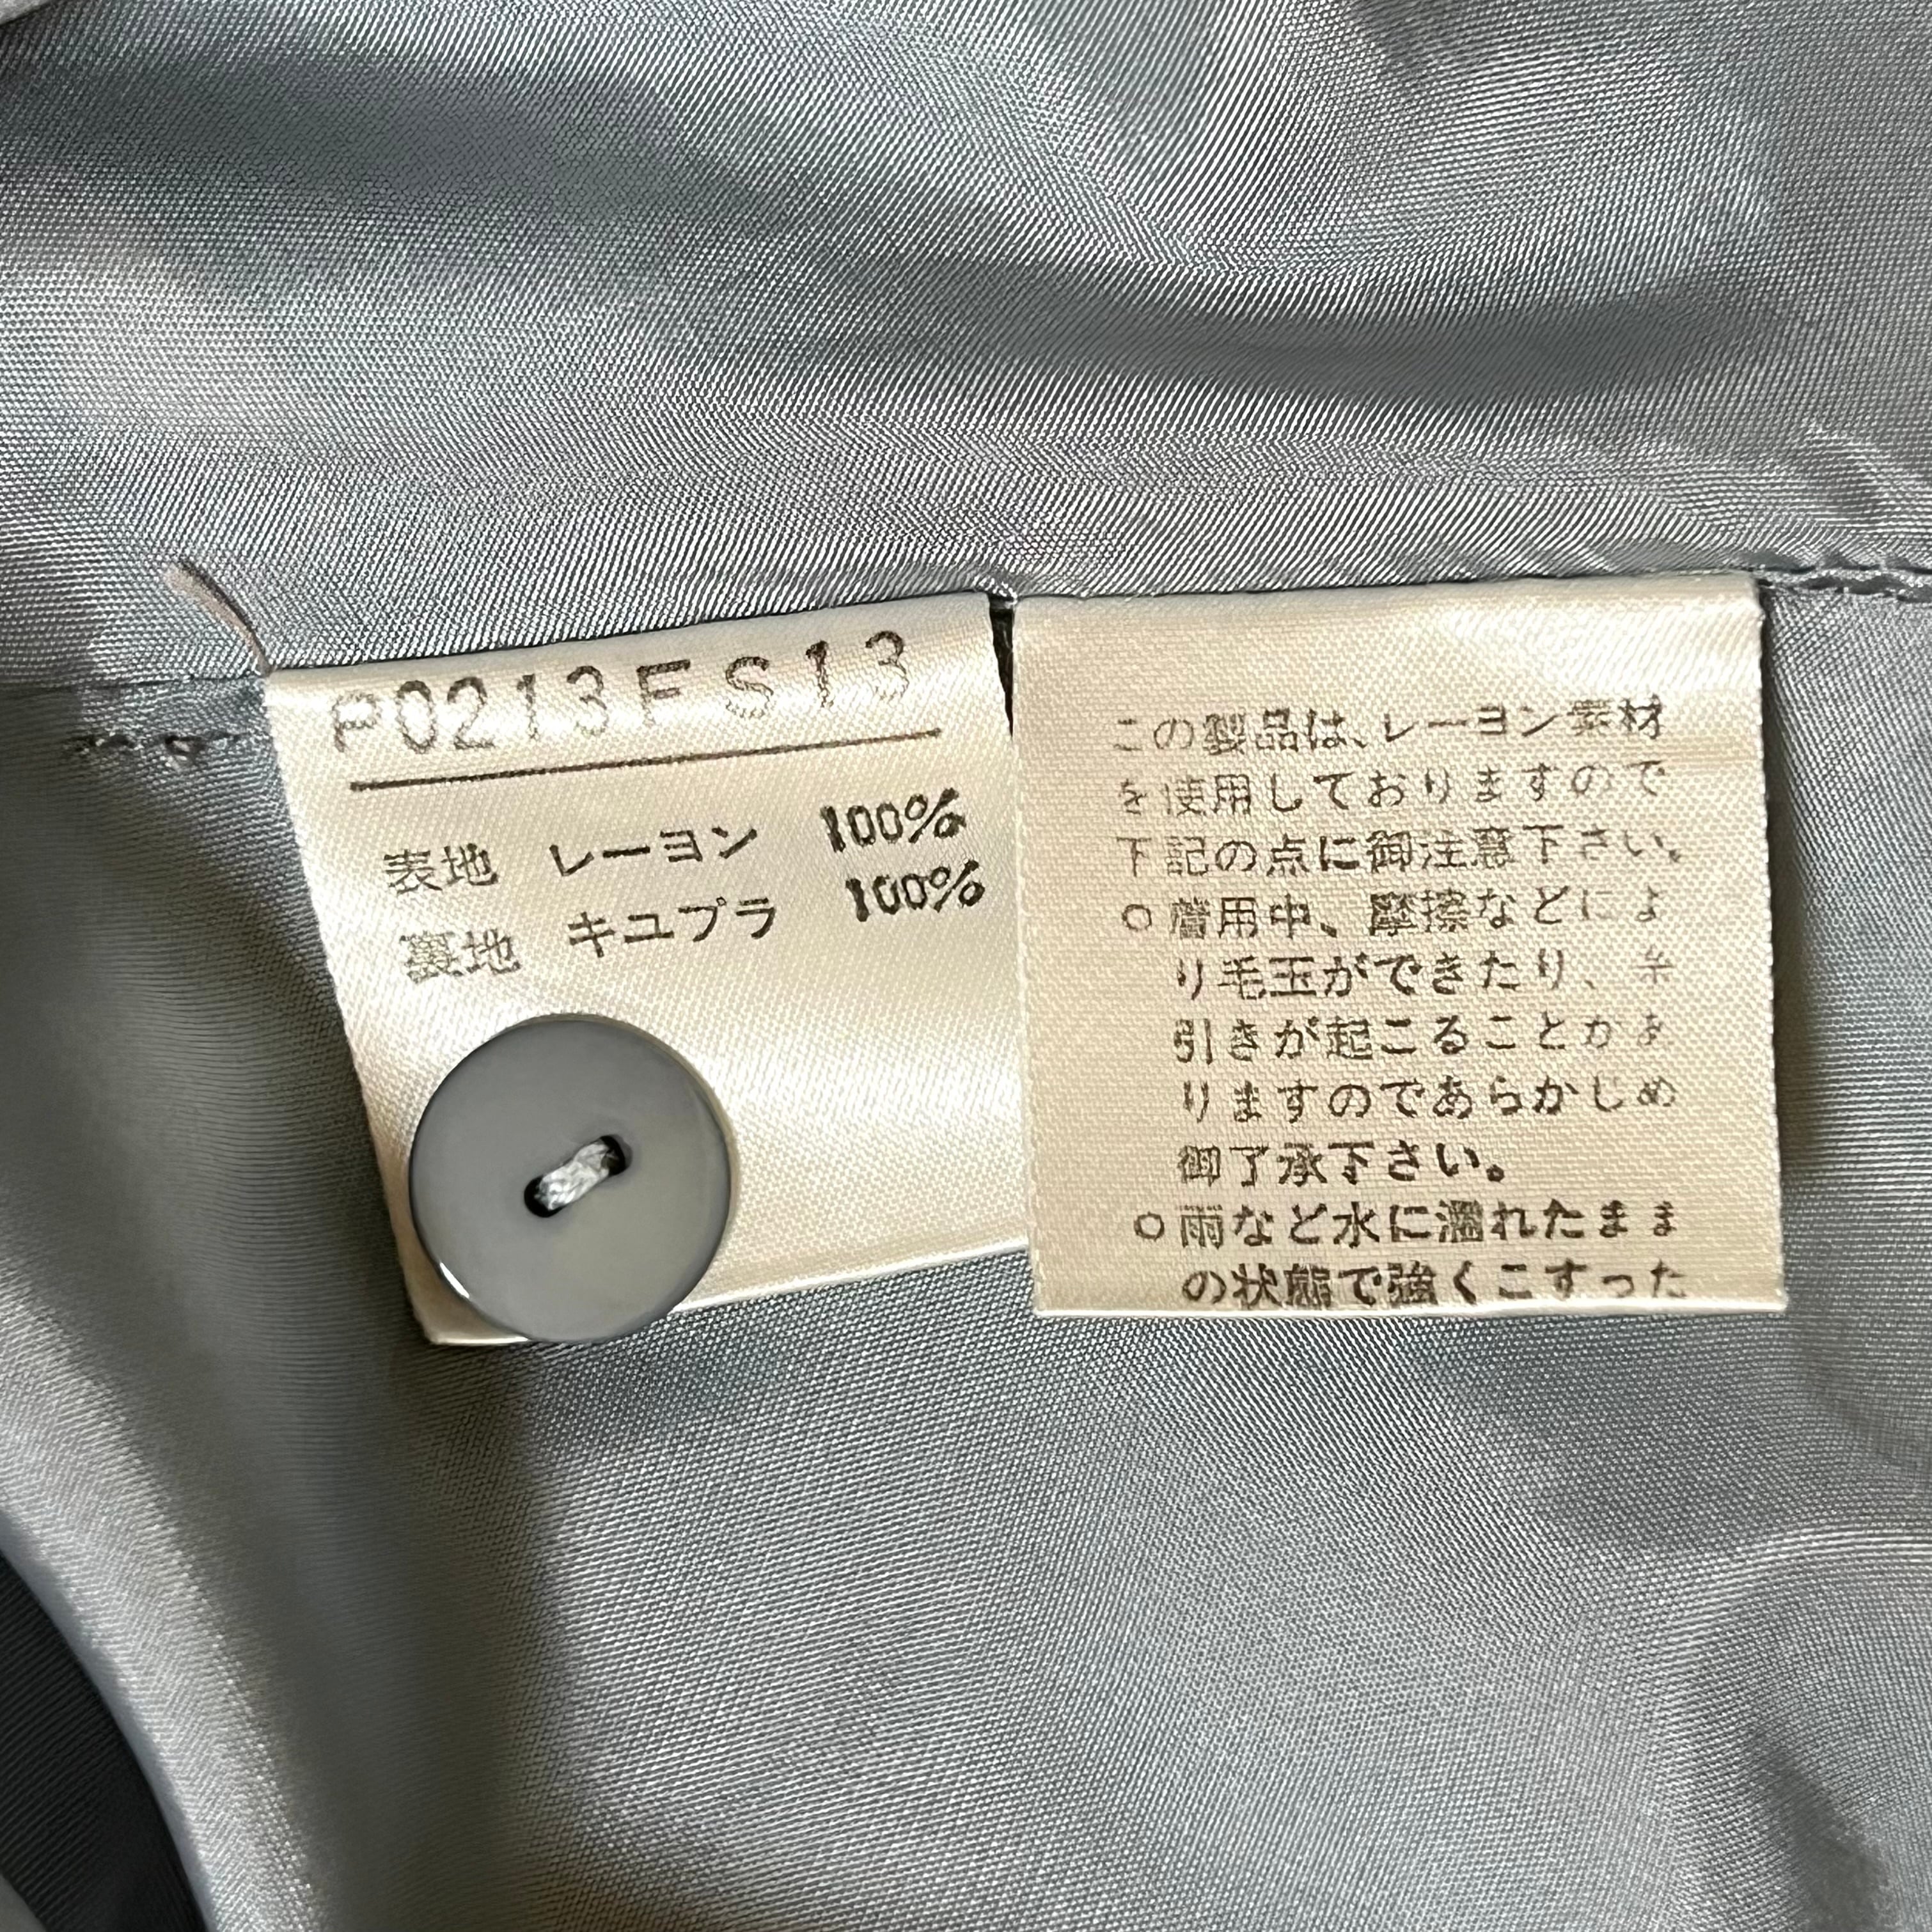 P0213FS13
表地 レーヨン 100%
裏地 キユプラ 100%
この製品は、レーヨン素材
を使用しておりますので
下記の点に御注意下さい。
○着用中、摩擦などによ
り毛玉ができたり、糸
引きが起こることがあ
りますのであらかじめ
御了承下さい。
○雨など水に濡れたまま
の状態で強くこすった